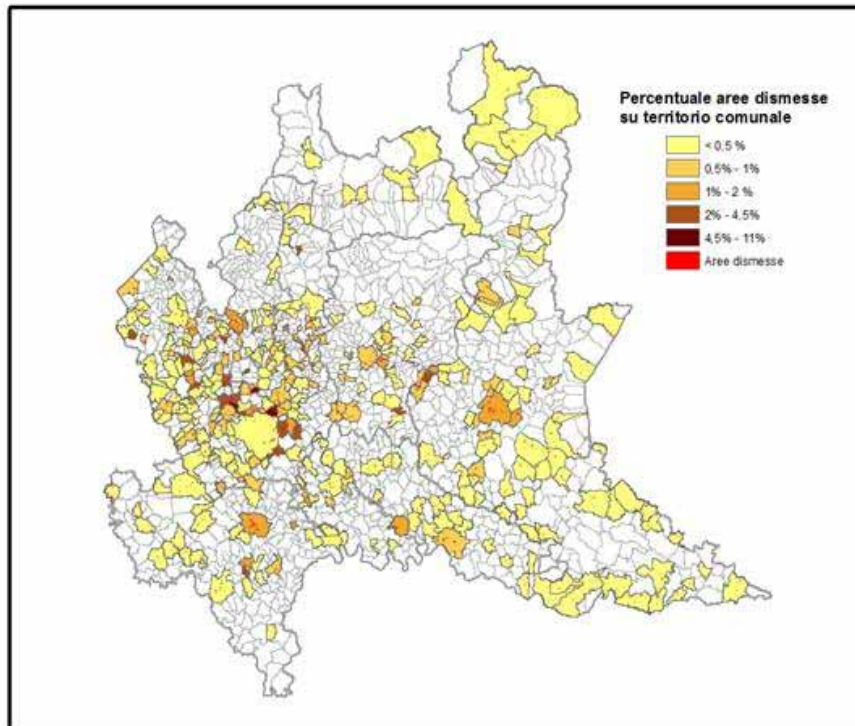 Percentuale aree dismesse
su territorio comunale
< 0,5 %
0,5% - 1%
1% - 2 %
2% - 4,5%
4,5% - 11%
Aree dismesse